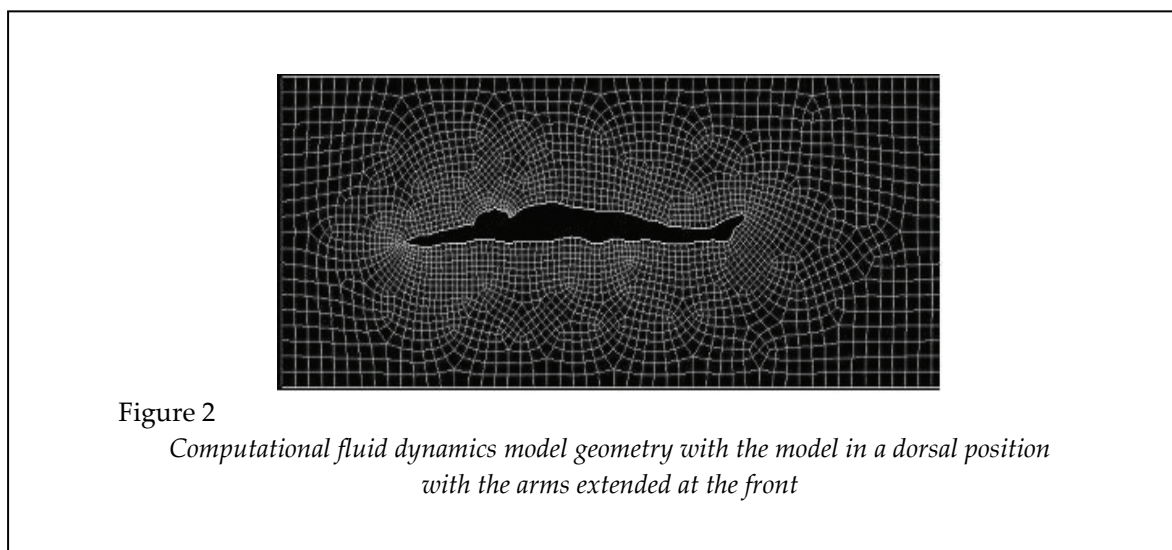 Figure 2
Computational fluid dynamics model geometry with the model in a dorsal position
with the arms extended at the front